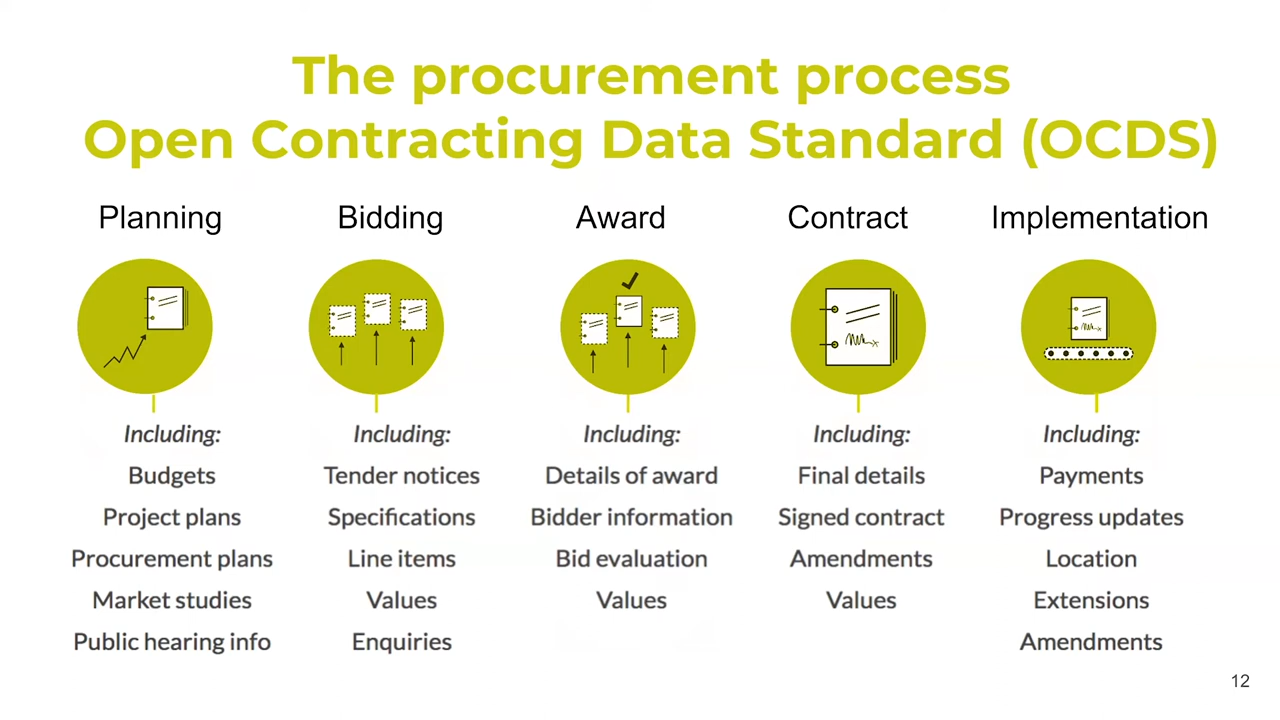 The procurement process
Open Contracting Data Standard (OCDS)
Planning
Including:
Budgets
Project plans
Procurement plans
Market studies
Public hearing info
Bidding
Including:
Tender notices
Specifications
Line items
Values
Enquiries
Award
Including:
Details of award
Bidder information
Bid evaluation
Values
Contract
Including:
Final details
Signed contract
Amendments
Values
Implementation
Including:
Payments
Progress updates
Location
Extensions
Amendments
12